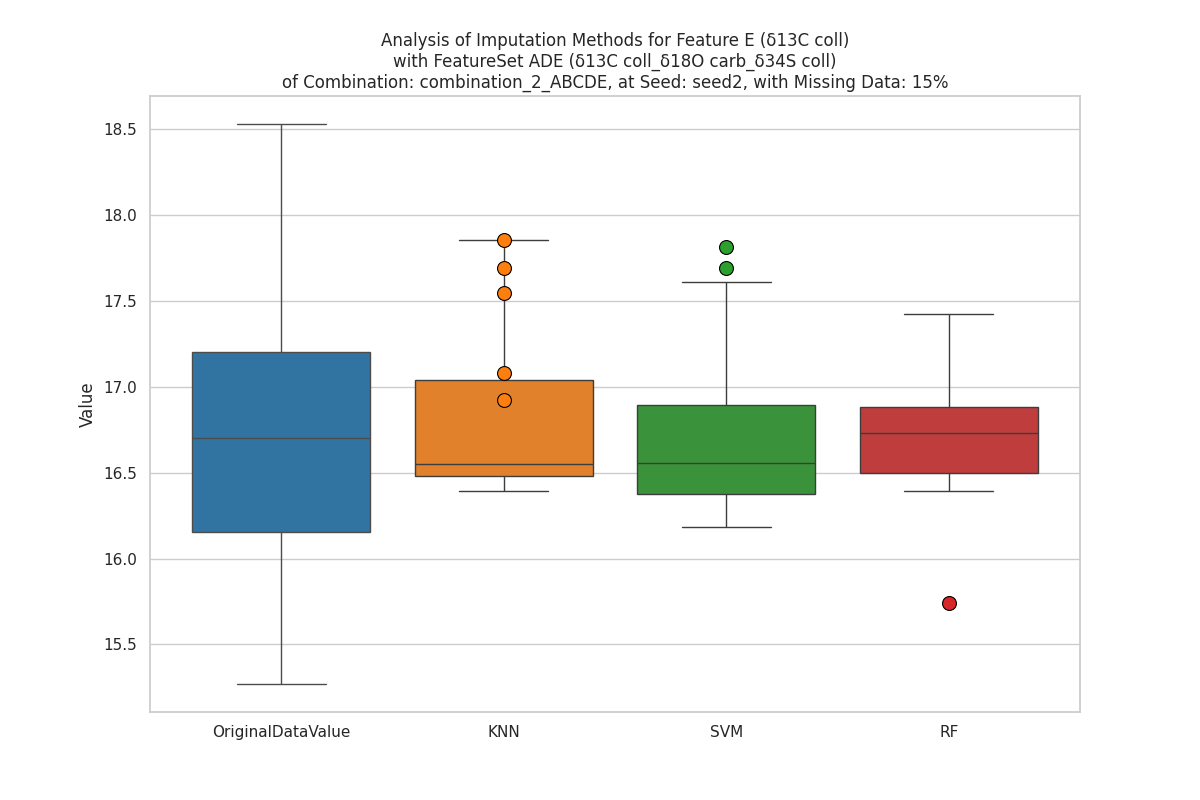 Analysis of Imputation Methods for Feature E (δ13C coll)
with FeatureSet ADE (δ13C coll_δ18O carb_δ34S coll)
of Combination: combination_2_ABCDE, at Seed: seed2, with Missing Data: 15%
18.5
18.0
17.5
17.0
16.5
16.0
15.5
Value
OriginalDataValue
KNN
SVM
RF